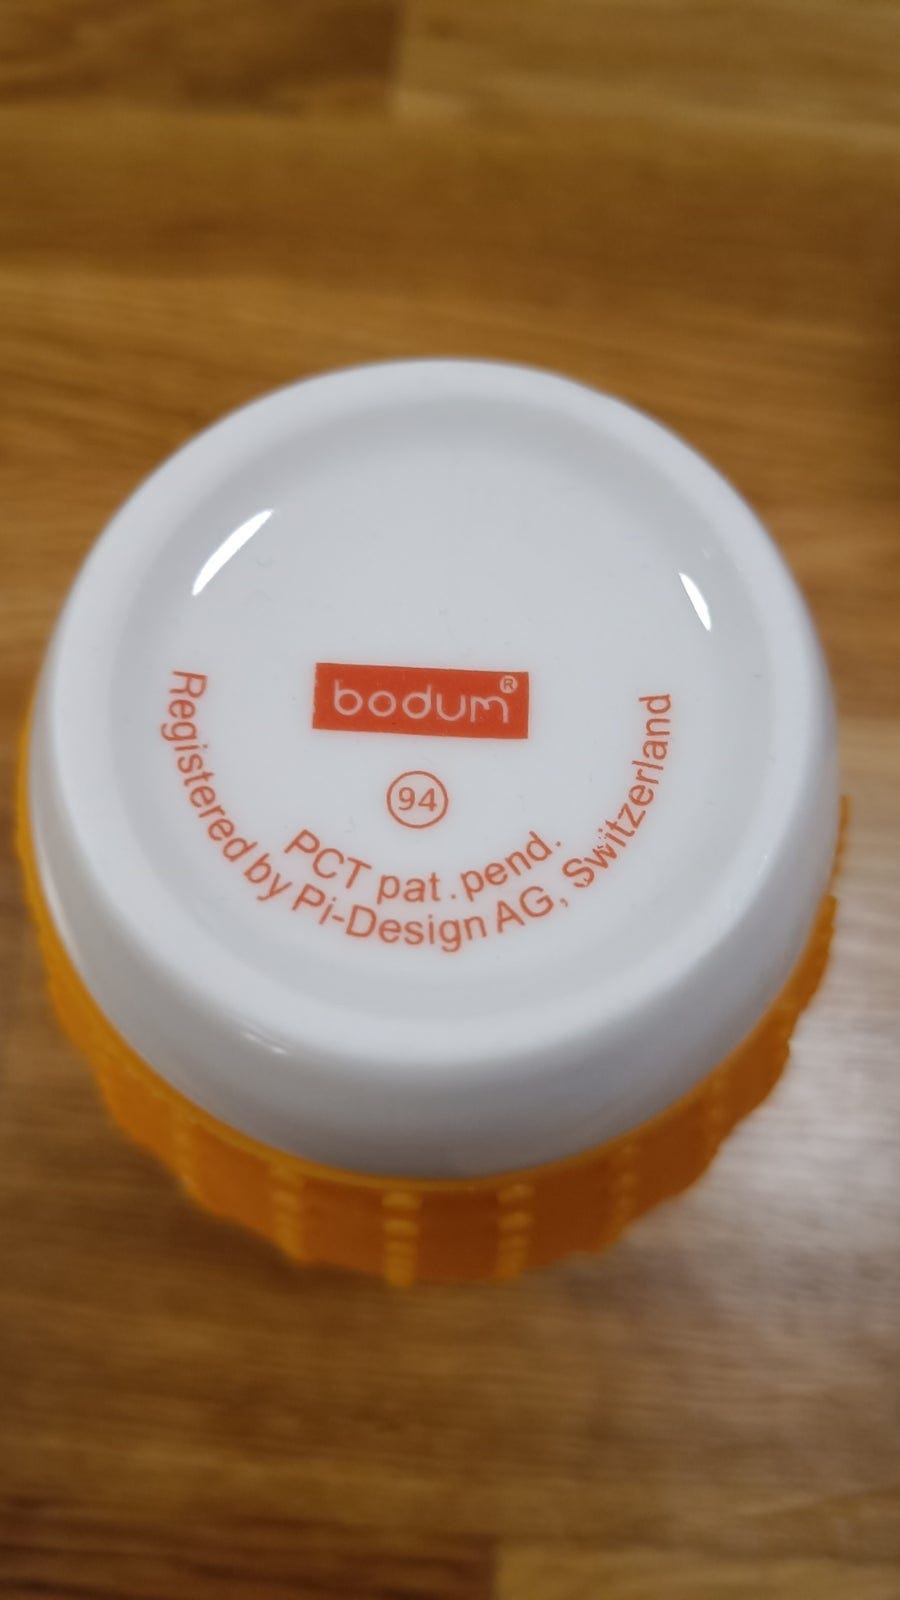 bodum®
94
PCT pat.pend.
Registered by Pi-Design AG, Switzerland